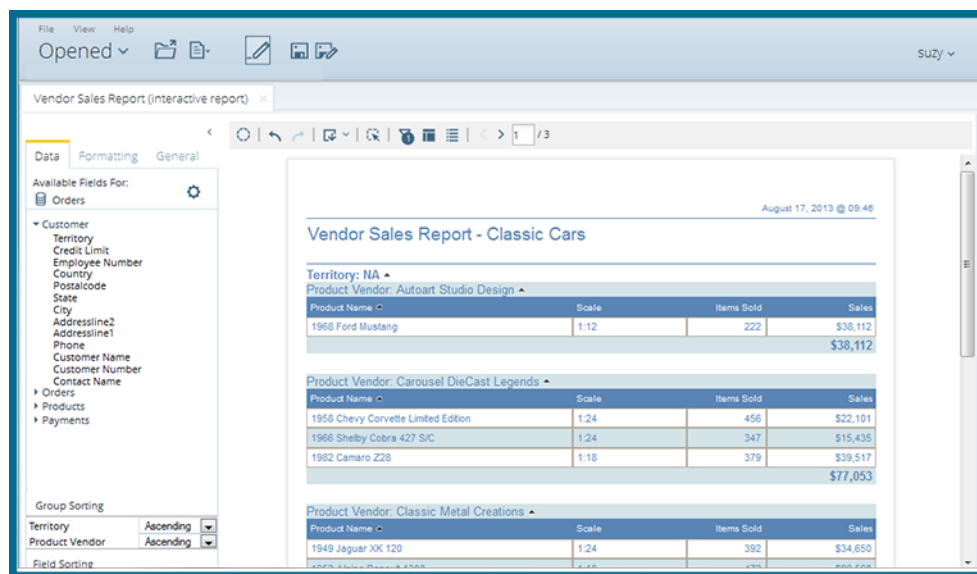 File View Help
Opened
suzy
Vendor Sales Report (interactive report) ×
1 /3
Data Formatting General
Available Fields For:
Orders
Customer
Territory
Credit Limit
Employee Number
Country
Postalcode
State
City
Addressline2
Addressline1
Phone
Customer Name
Customer Number
Contact Name
Orders
Products
Payments
Group Sorting
Territory Ascending
Product Vendor Ascending
Field Sorting
August 17, 2013 @ 09:46
Vendor Sales Report - Classic Cars
Territory: NA
Product Vendor: Autoart Studio Design
Product Name Scale Items Sold Sales
1968 Ford Mustang 1:12 222 $38,112
$38,112
Product Vendor: Carousel DieCast Legends
Product Name Scale Items Sold Sales
1958 Chevy Corvette Limited Edition 1:24 456 $22,101
1966 Shelby Cobra 427 S/C 1:24 347 $15,435
1982 Camaro Z28 1:18 379 $39,517
$77,053
Product Vendor: Classic Metal Creations
Product Name Scale Items Sold Sales
1949 Jaguar XK 120 1:24 392 $34,650